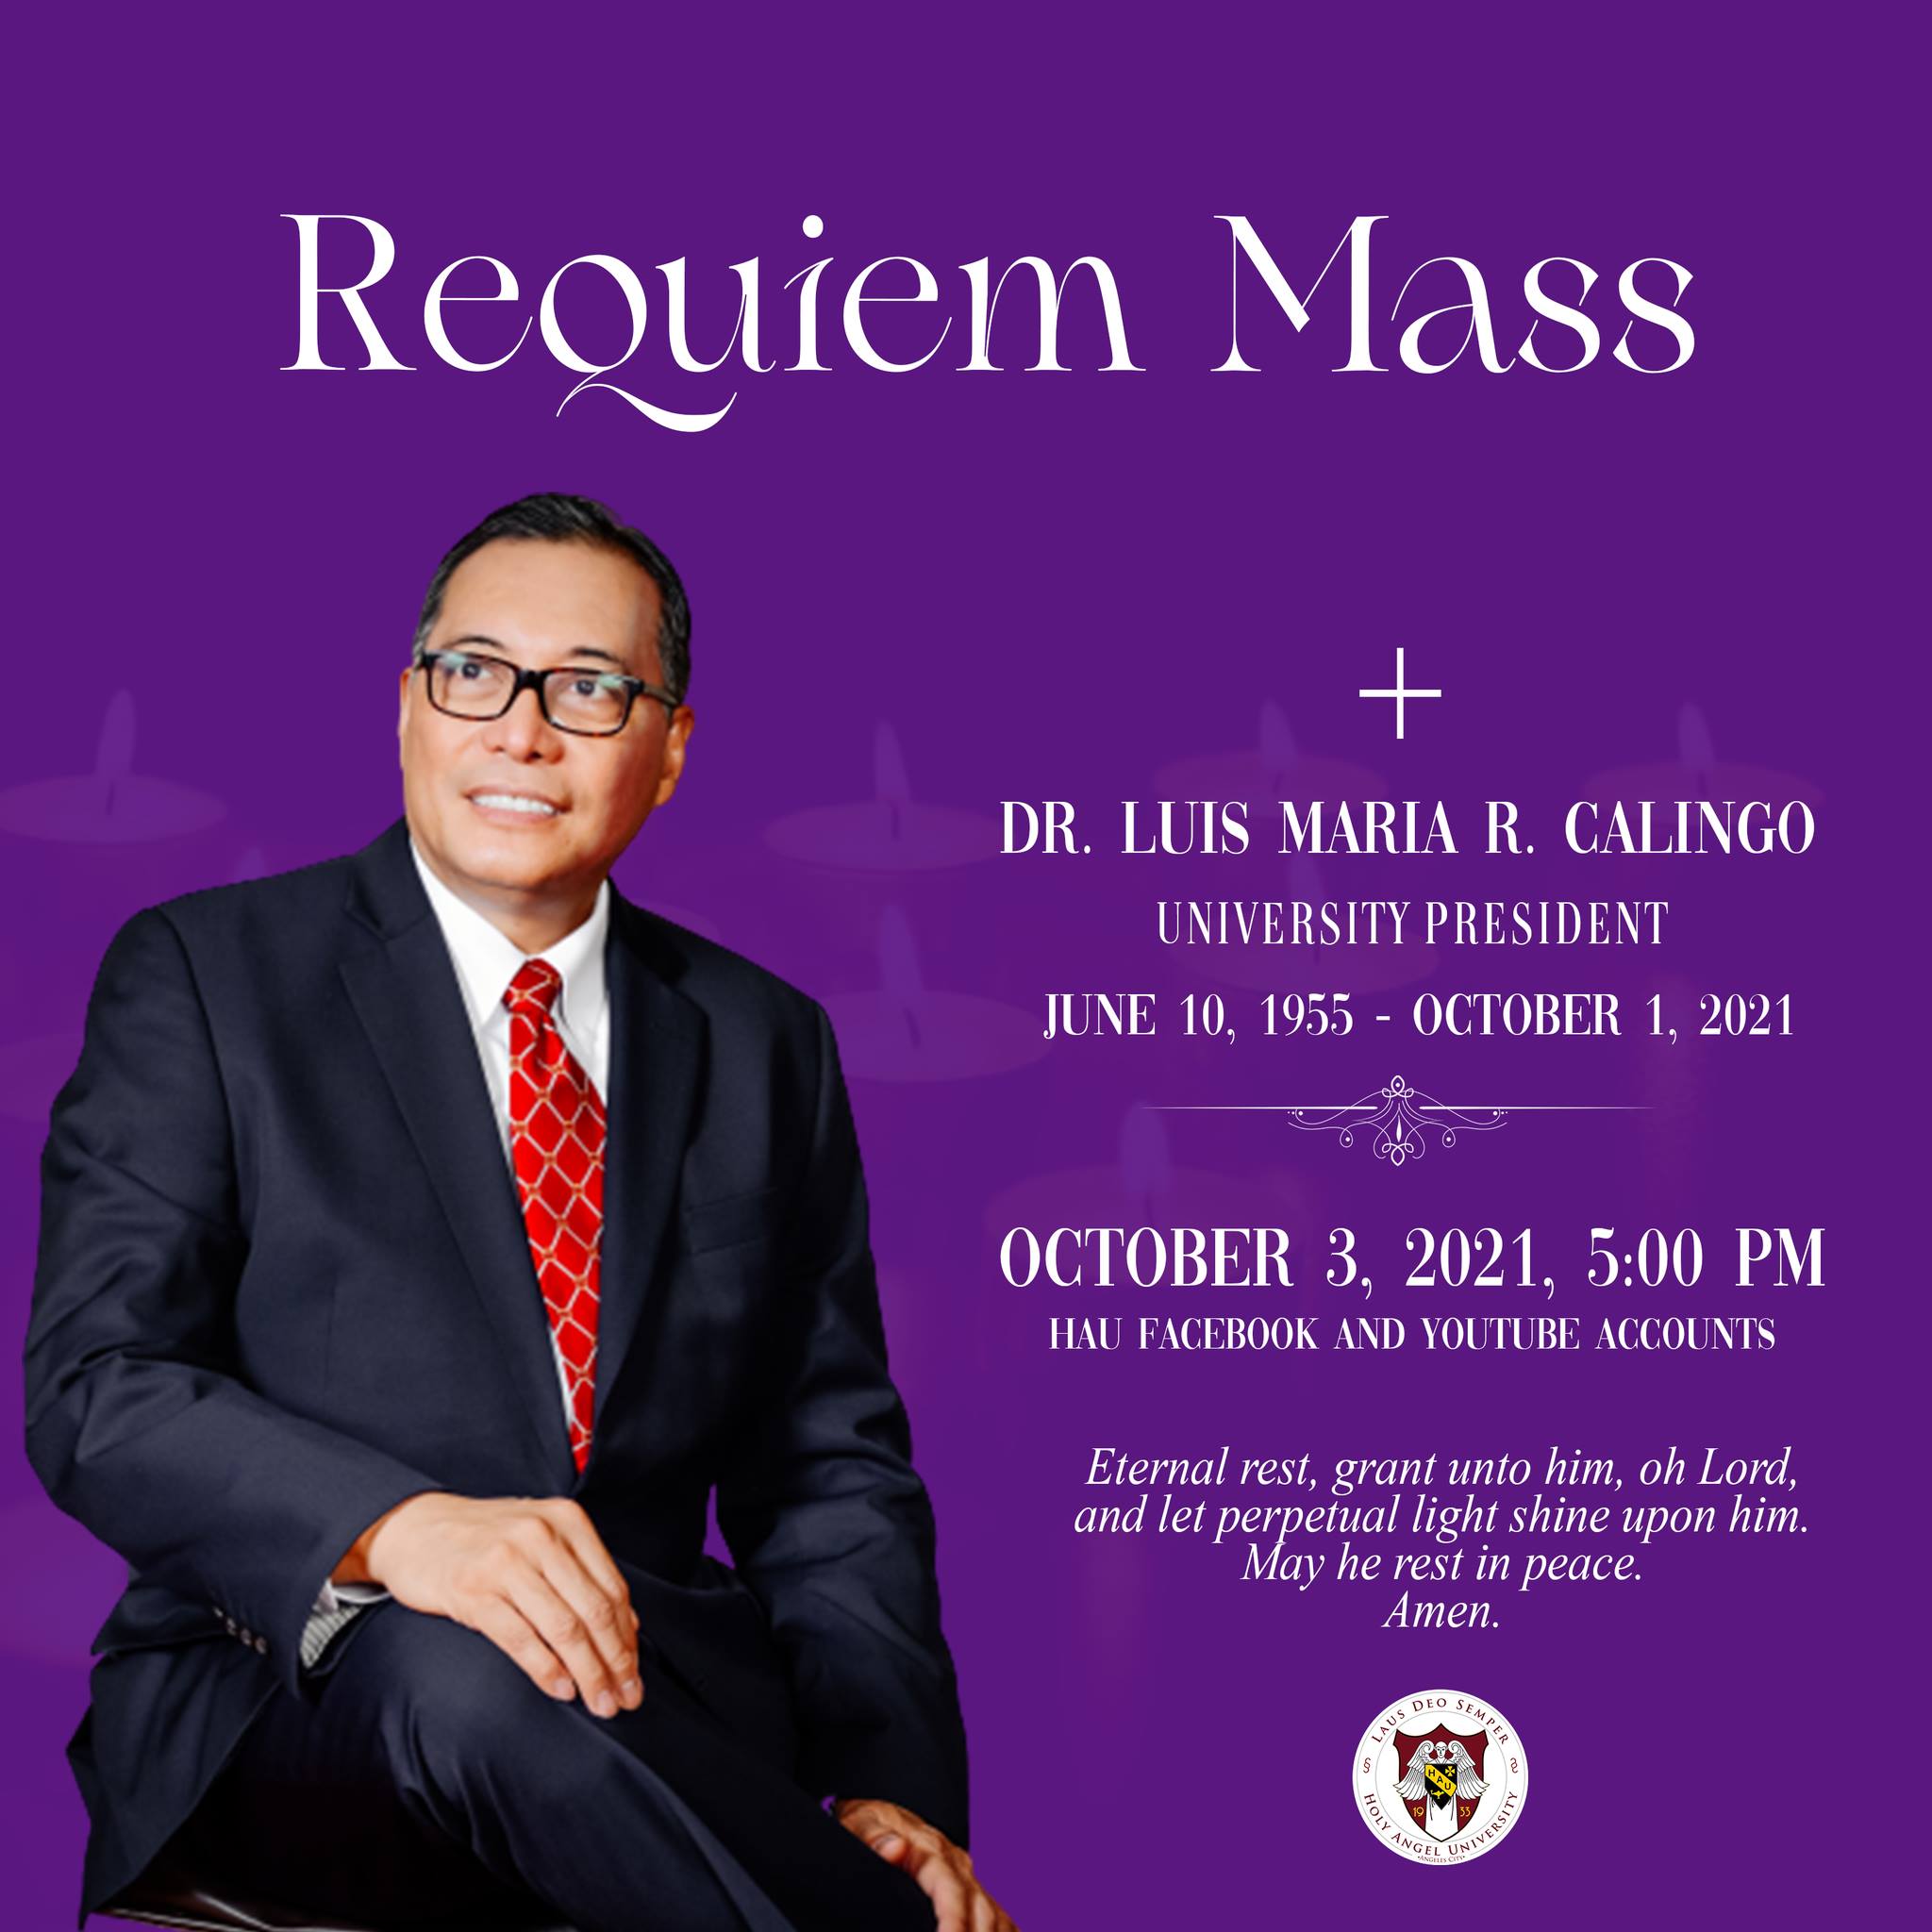 Requiem Mass
DR. LUIS MARIA R. CALINGO
UNIVERSITY PRESIDENT
JUNE 10, 1955 - OCTOBER 1, 2021
OCTOBER 3, 2021, 5:00 PM
HAU FACEBOOK AND YOUTUBE ACCOUNTS
Eternal rest, grant unto him, oh Lord,
and let perpetual light shine upon him.
May he rest in peace.
Amen.
LAUS DEO SEMPER
HAU
19 33
HOLY ANGEL UNIVERSITY
•ANGELES CITY•